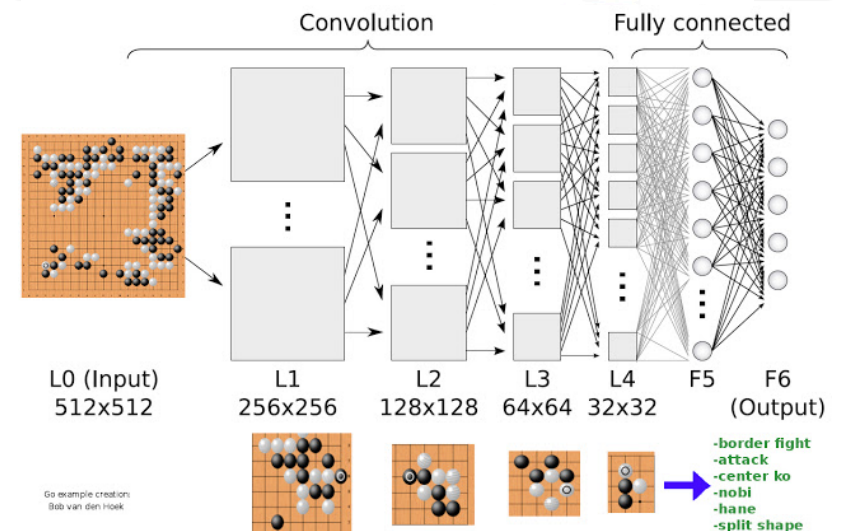 Convolution
Fully connected
L0 (Input)
512x512
L1
256x256
L2
128x128
L3
64x64
L4
32x32
F5
F6
(Output)
Go example creation:
Bob van den Hoek
-border fight
-attack
-center ko
-nobi
-hane
-split shape